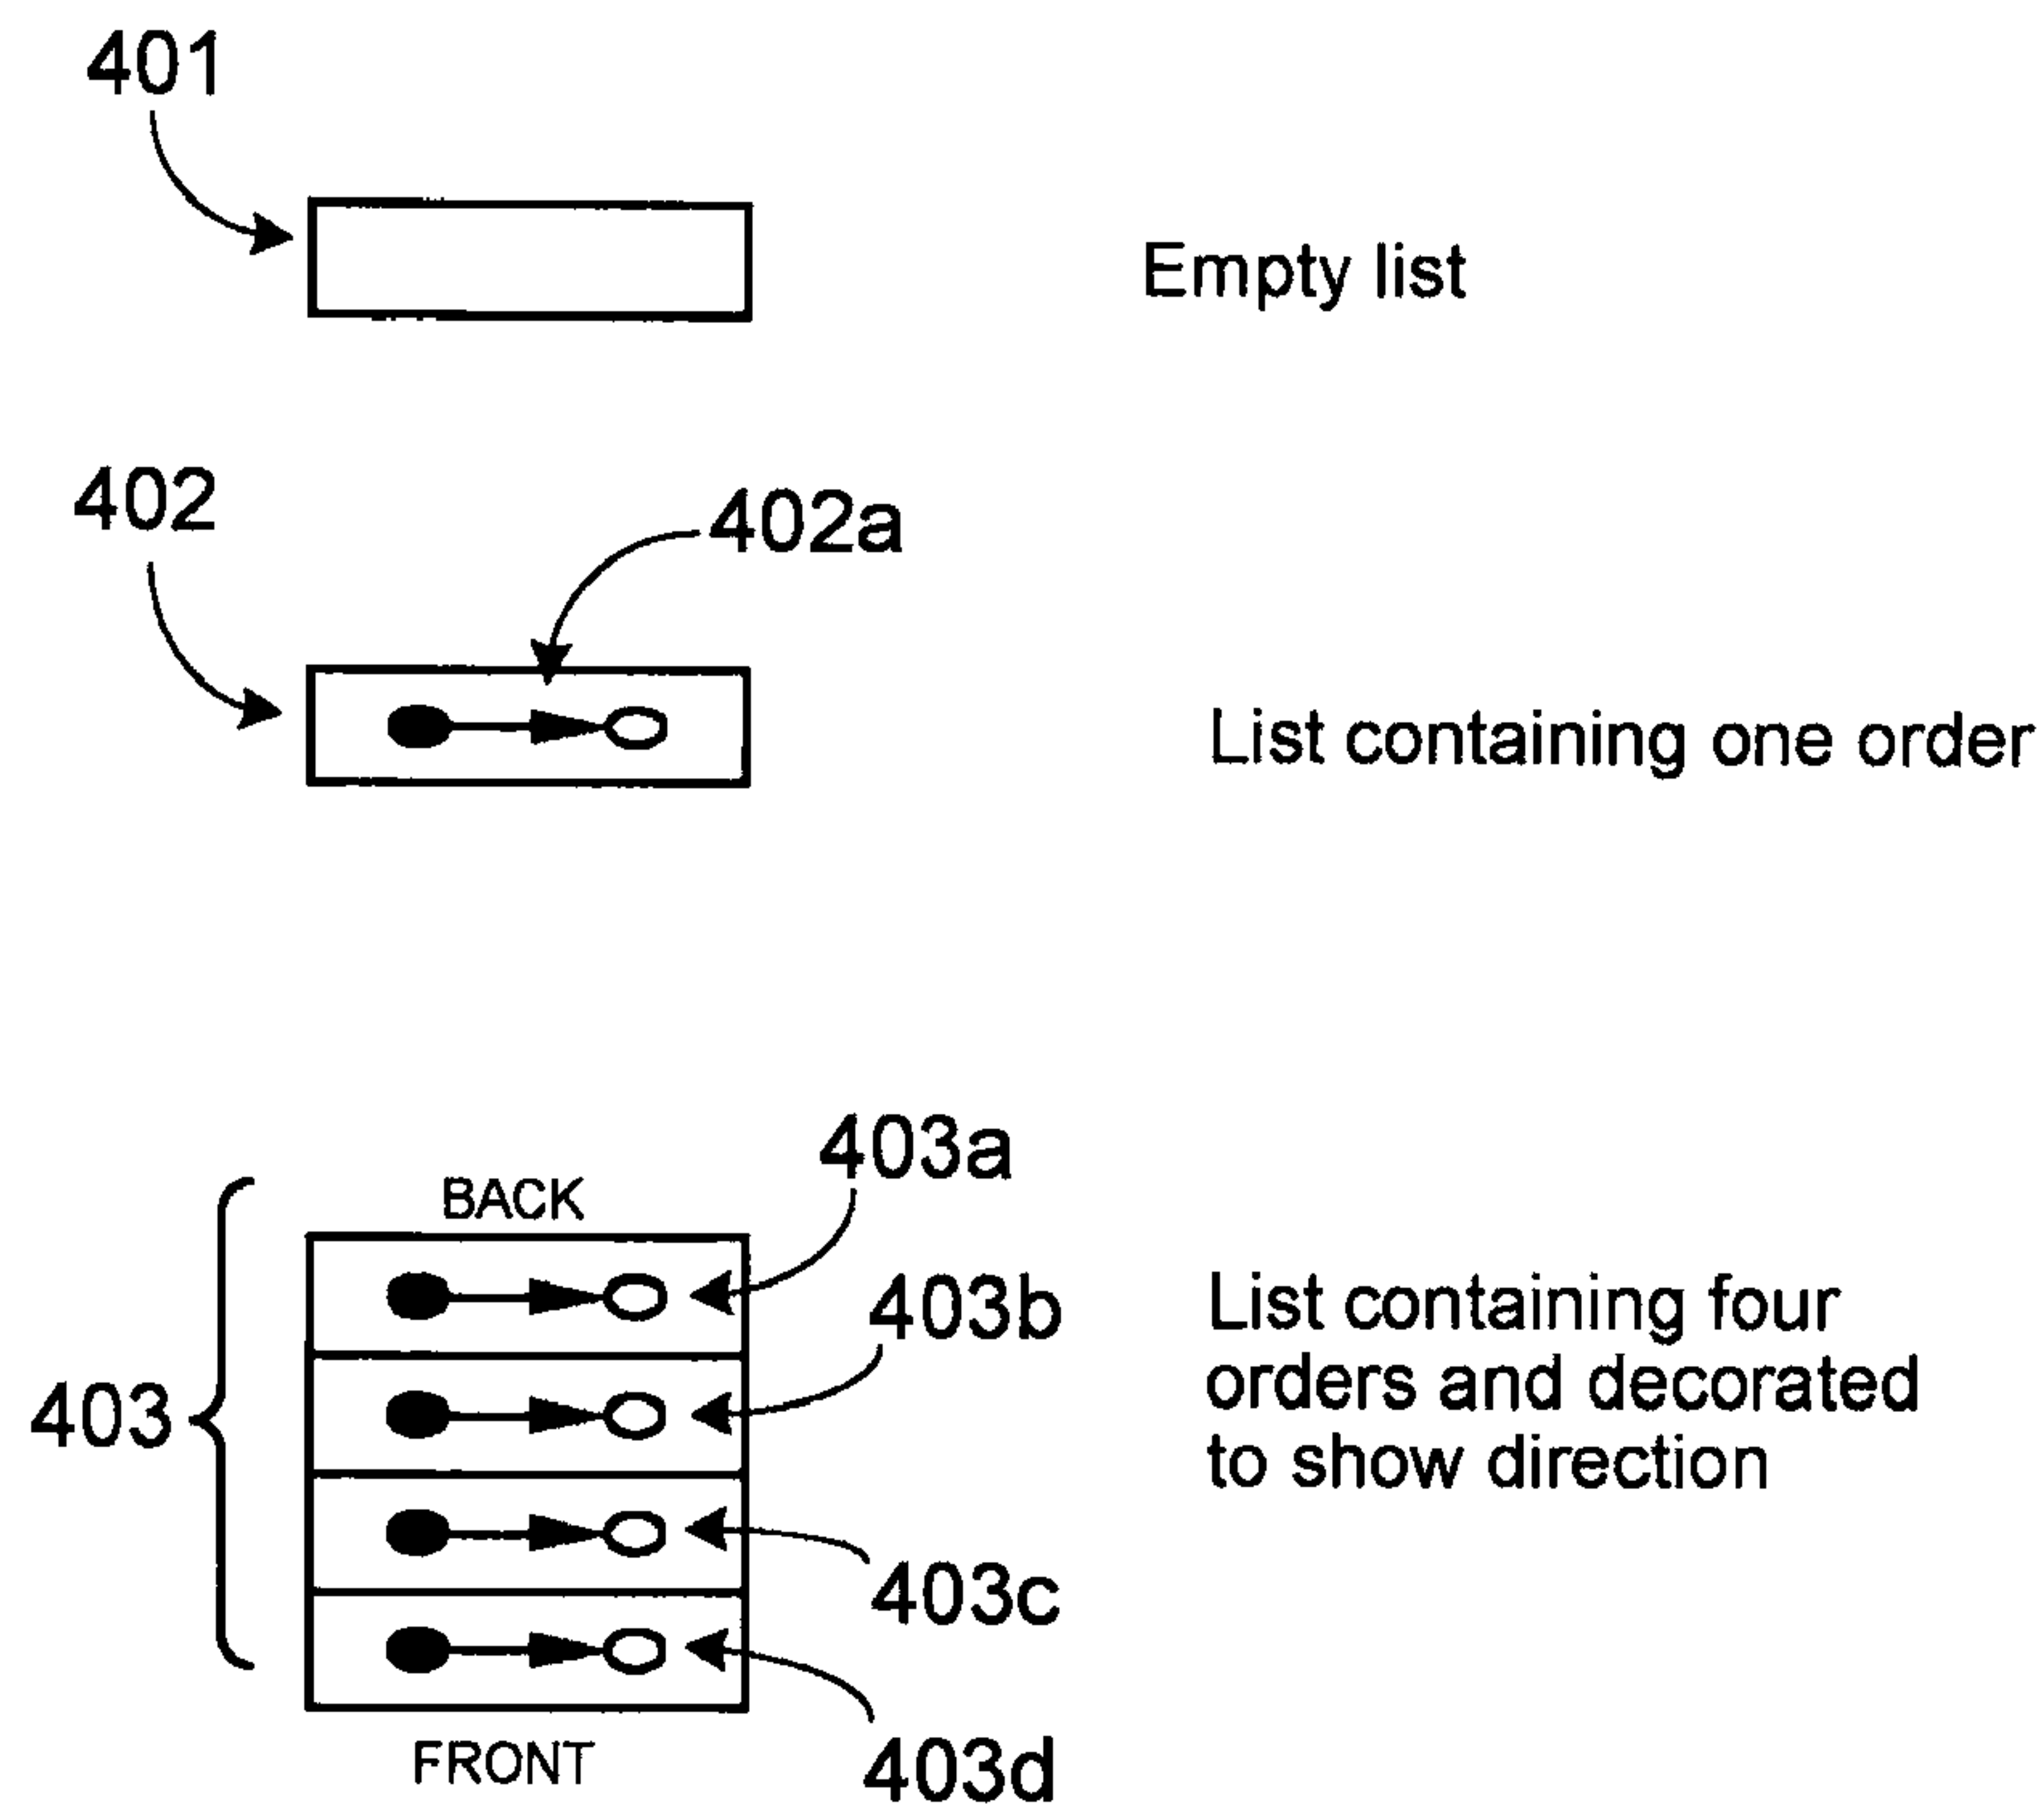 401
Empty list
402
402a
List containing one order
403a
BACK
403b
List containing four
orders and decorated
to show direction
403
403c
FRONT
403d